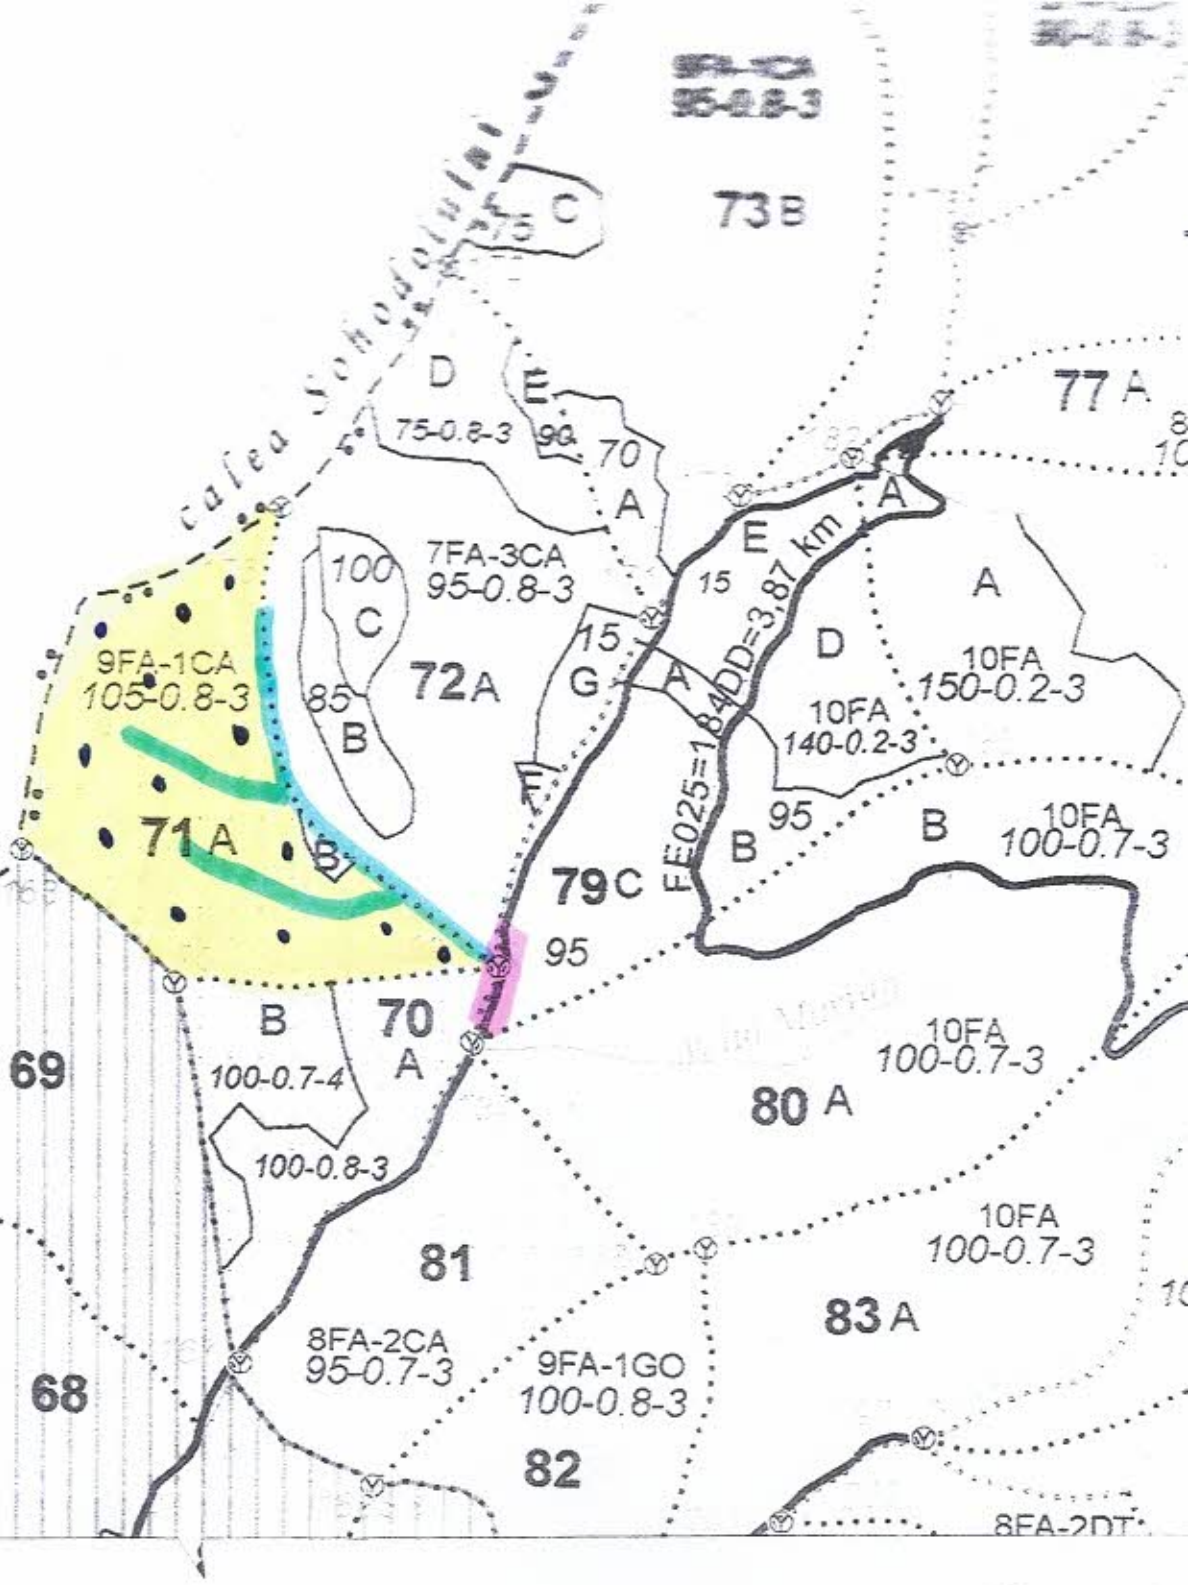 9FA-1CA
95-0.8-3
73 B
C
75
calea Sohodolului
D
75-0.8-3
E
90
70
A
77 A
A
E
15
7FA-3CA
95-0.8-3
100
C
72 A
85
B
15
G
A
F
FE025=1,84 DD=3,87 km
D
10FA
140-0.2-3
A
10FA
150-0.2-3
9FA-1CA
105-0.8-3
71 A
B
79 C
95
B
95
B
10FA
100-0.7-3
70
A
B
100-0.7-4
100-0.8-3
69
10FA
100-0.7-3
80 A
81
8FA-2CA
95-0.7-3
10FA
100-0.7-3
83 A
68
9FA-1GO
100-0.8-3
82
8FA-2DT